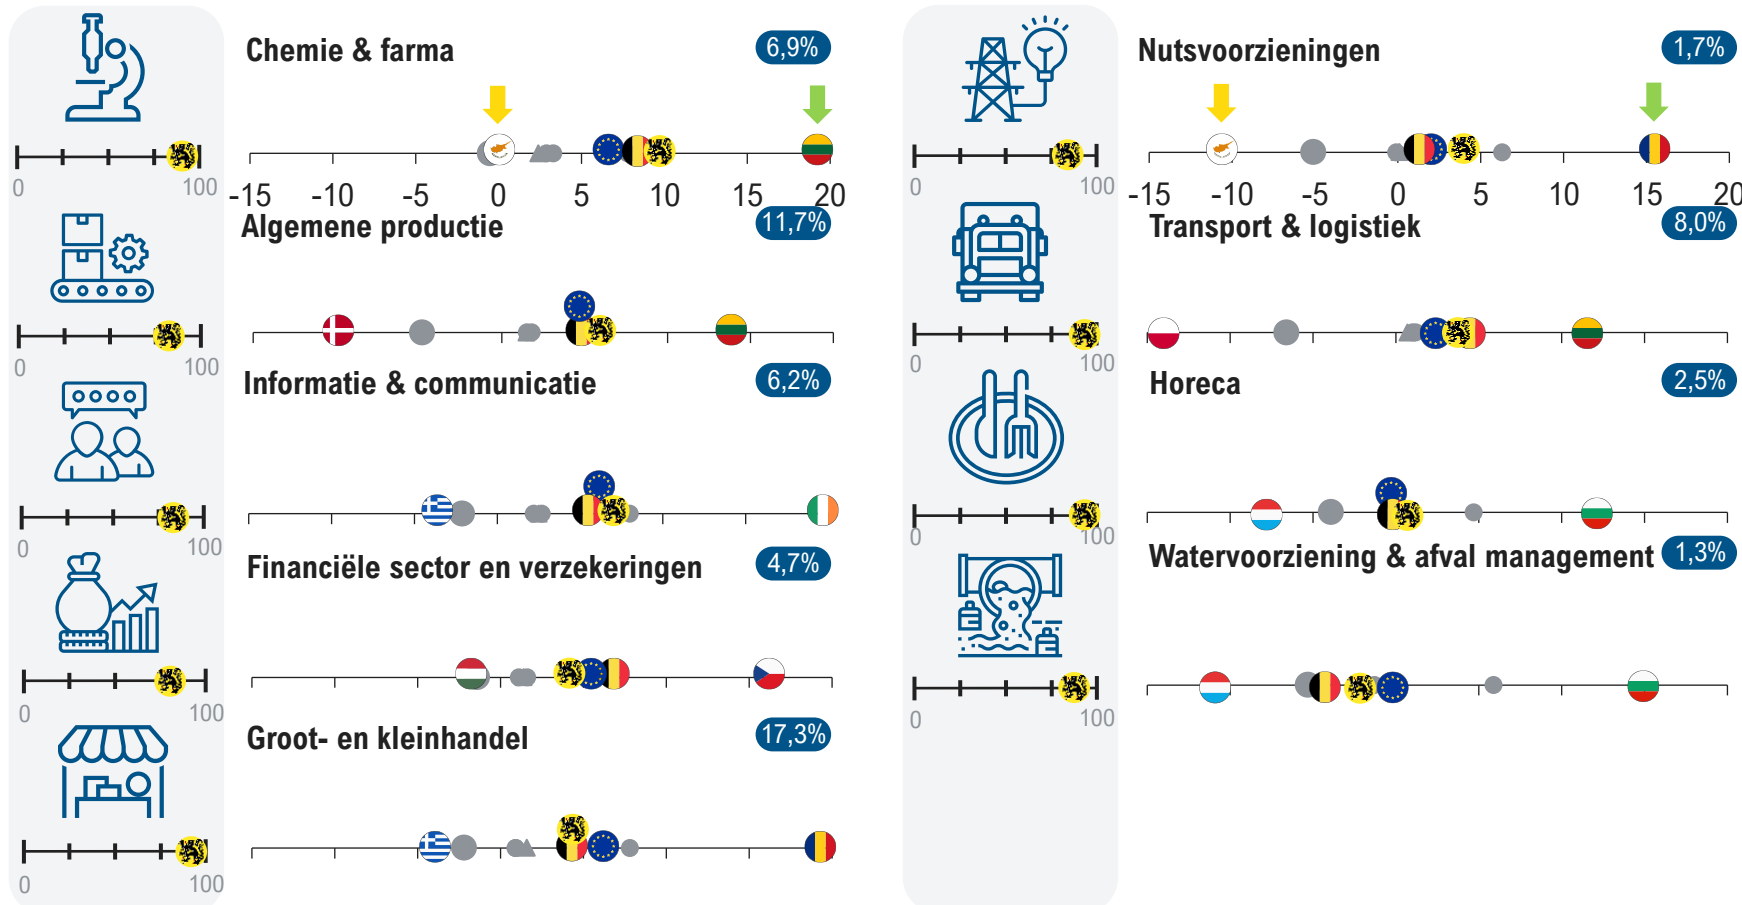 Chemie & farma
6,9%
0
100
-15 -10 -5 0 5 10 15 20
Algemene productie
11,7%
0
100
Informatie & communicatie
6,2%
0
100
Financiële sector en verzekeringen
4,7%
0
100
Groot- en kleinhandel
17,3%
0
100
Nutsvoorzieningen
1,7%
0
100
-15 -10 -5 0 5 10 15 20
Transport & logistiek
8,0%
0
100
Horeca
2,5%
0
100
Watervoorziening & afval management
1,3%
0
100